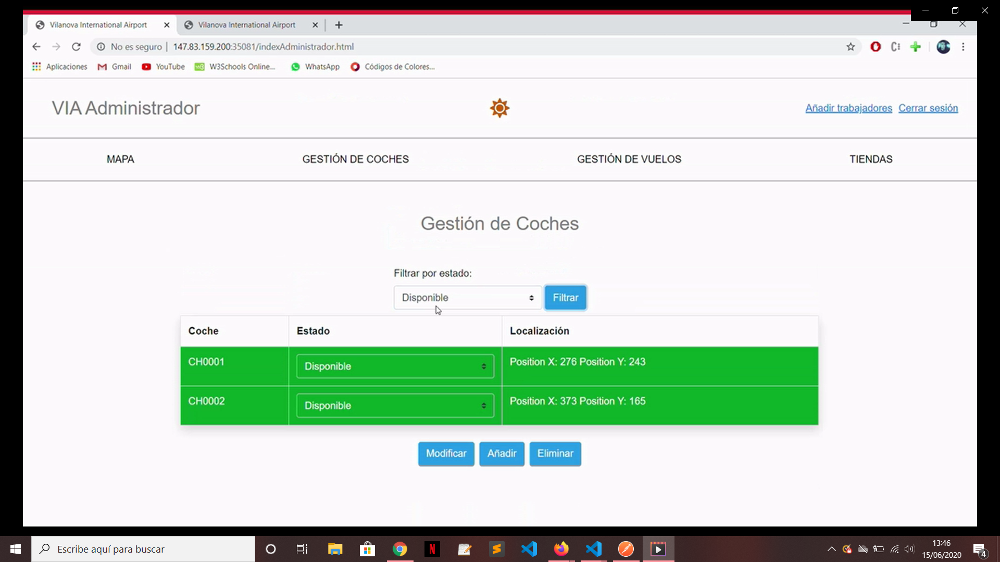 Vilanova International Airport
Vilanova International Airport
No es seguro | 147.83.159.200:35081/indexAdministrador.html
Aplicaciones Gmail YouTube W3Schools Online... WhatsApp Códigos de Colores...
VIA Administrador
Añadir trabajadores Cerrar sesión
MAPA GESTIÓN DE COCHES GESTIÓN DE VUELOS TIENDAS
Gestión de Coches
Filtrar por estado:
Disponible Filtrar
Coche Estado Localización
CH0001 Disponible Position X: 276 Position Y: 243
CH0002 Disponible Position X: 373 Position Y: 165
Modificar Añadir Eliminar
Escribe aquí para buscar
13:46
15/06/2020
4